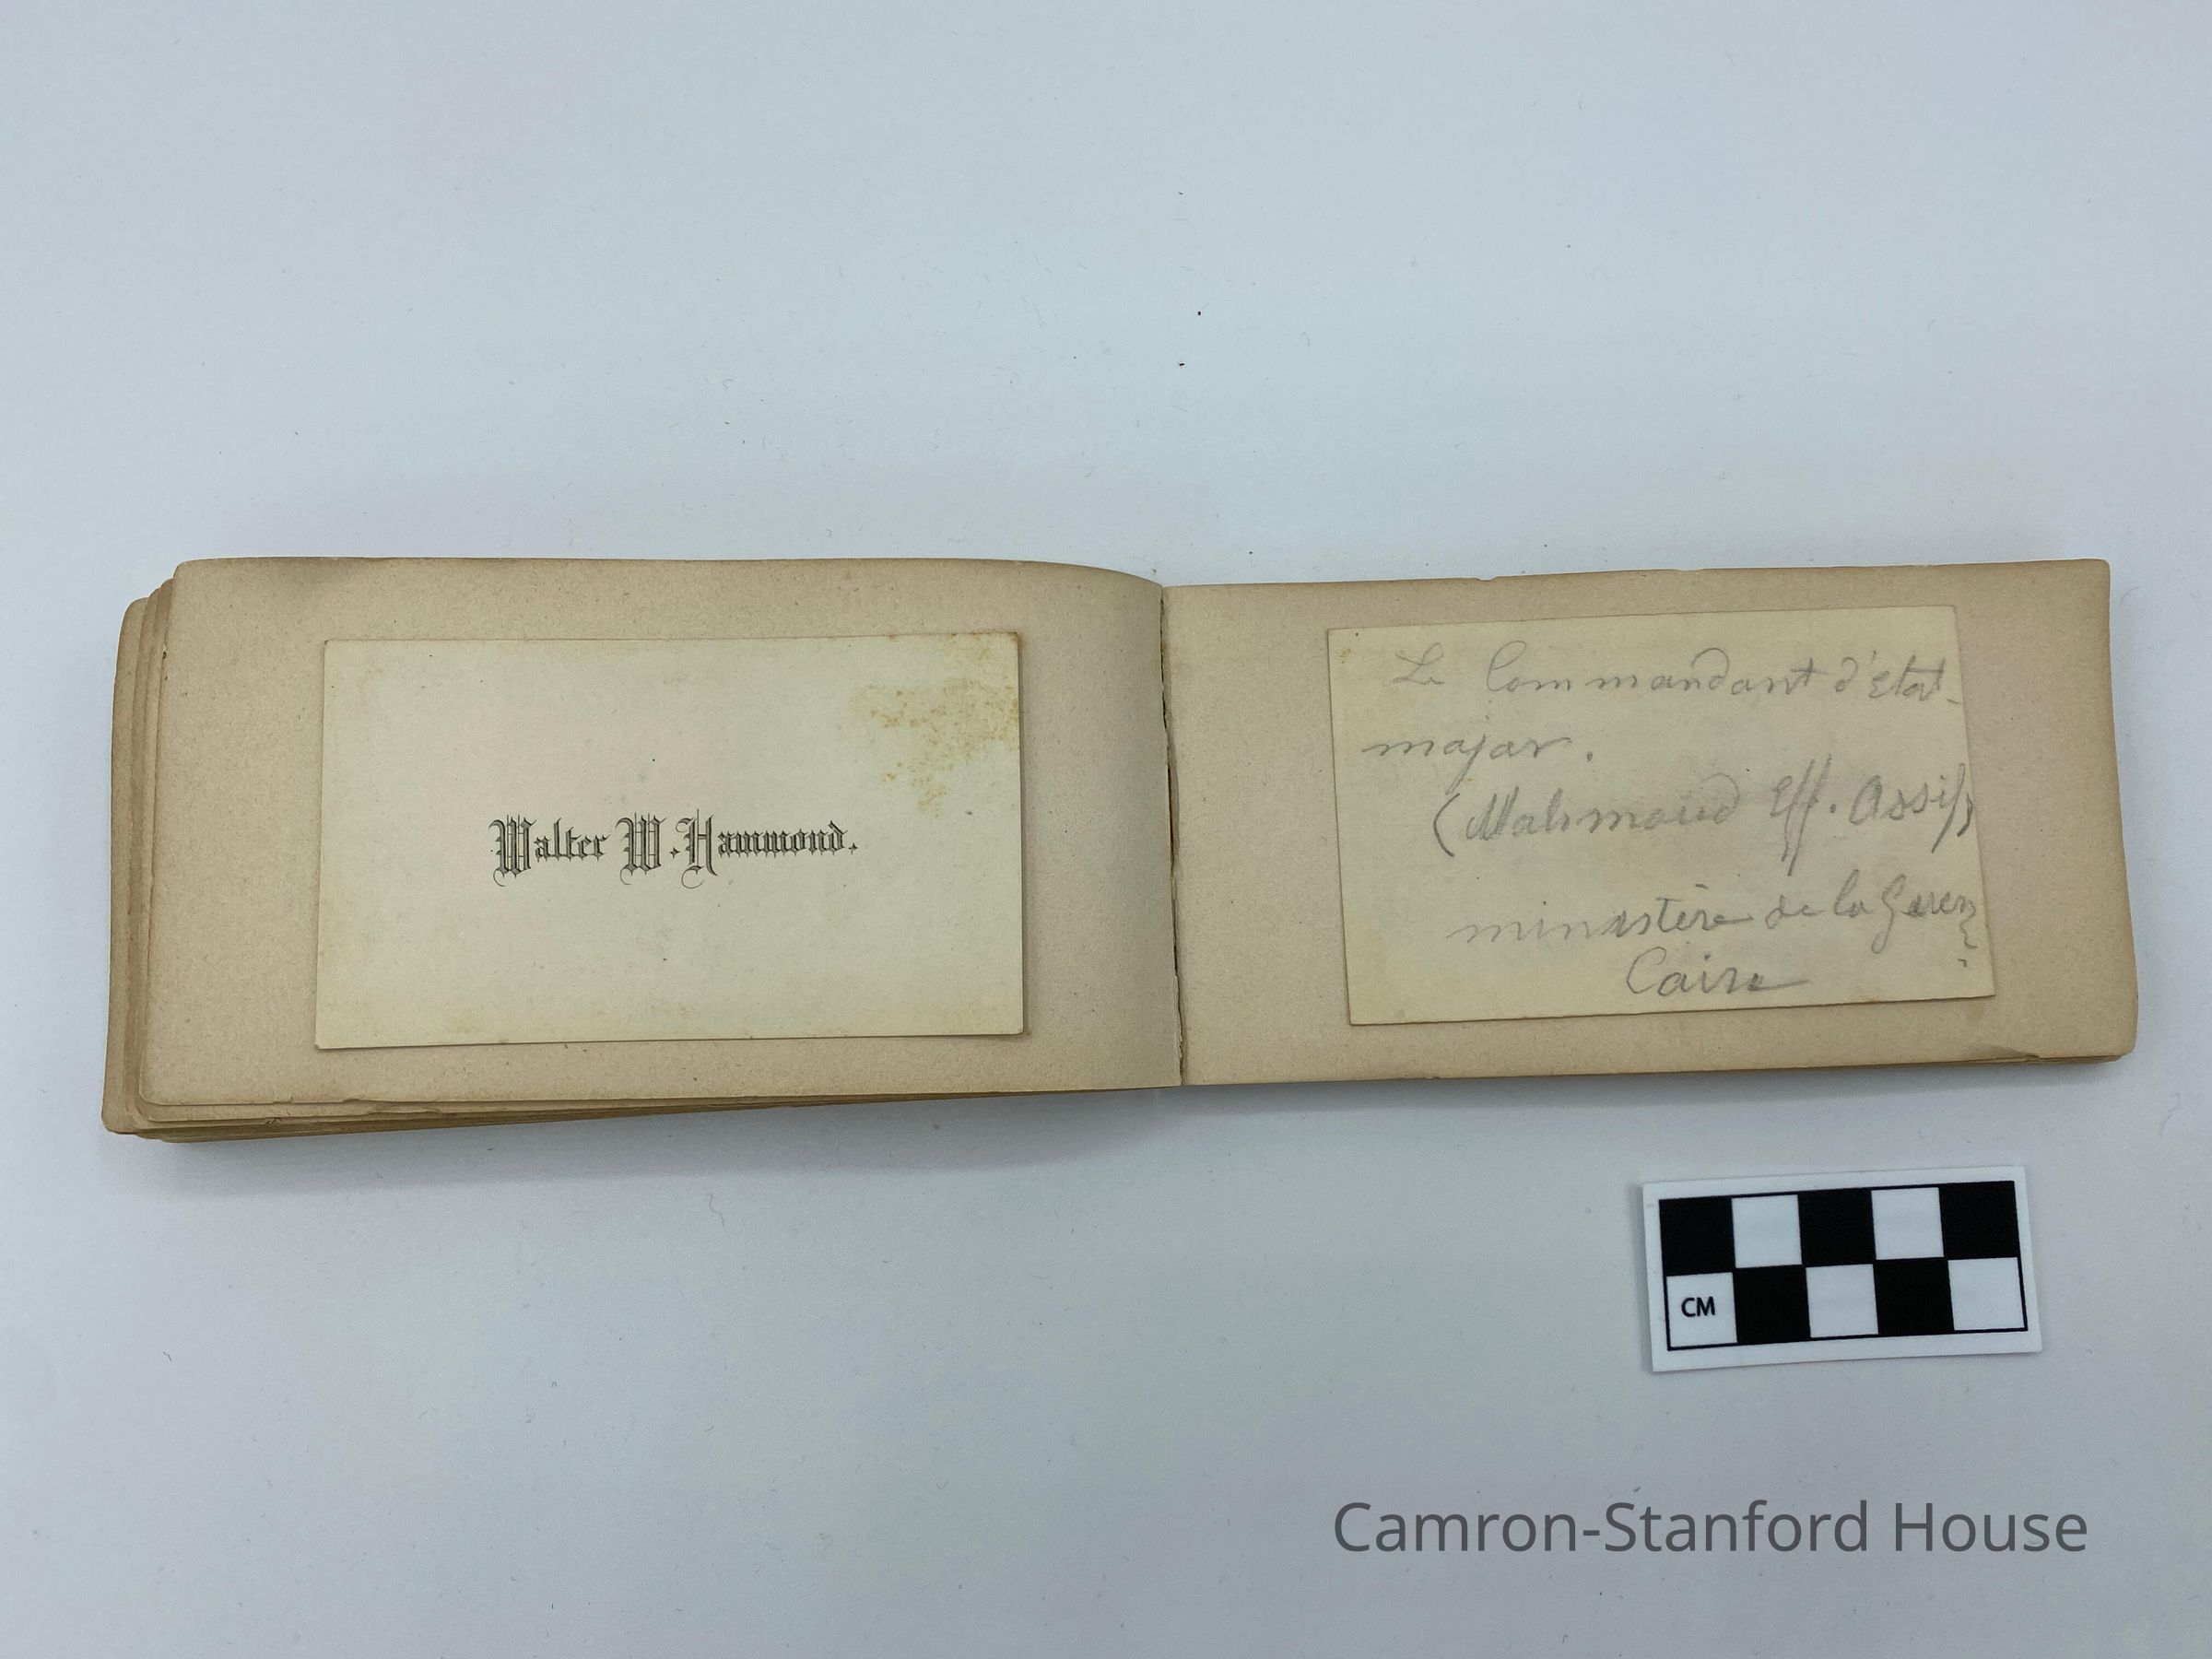 Walter W. Hammond.
Le Commandant d'état-
major.
(Mahmoud Eff. Assif)
ministère de la Guerre
Caire
CM
Camron-Stanford House